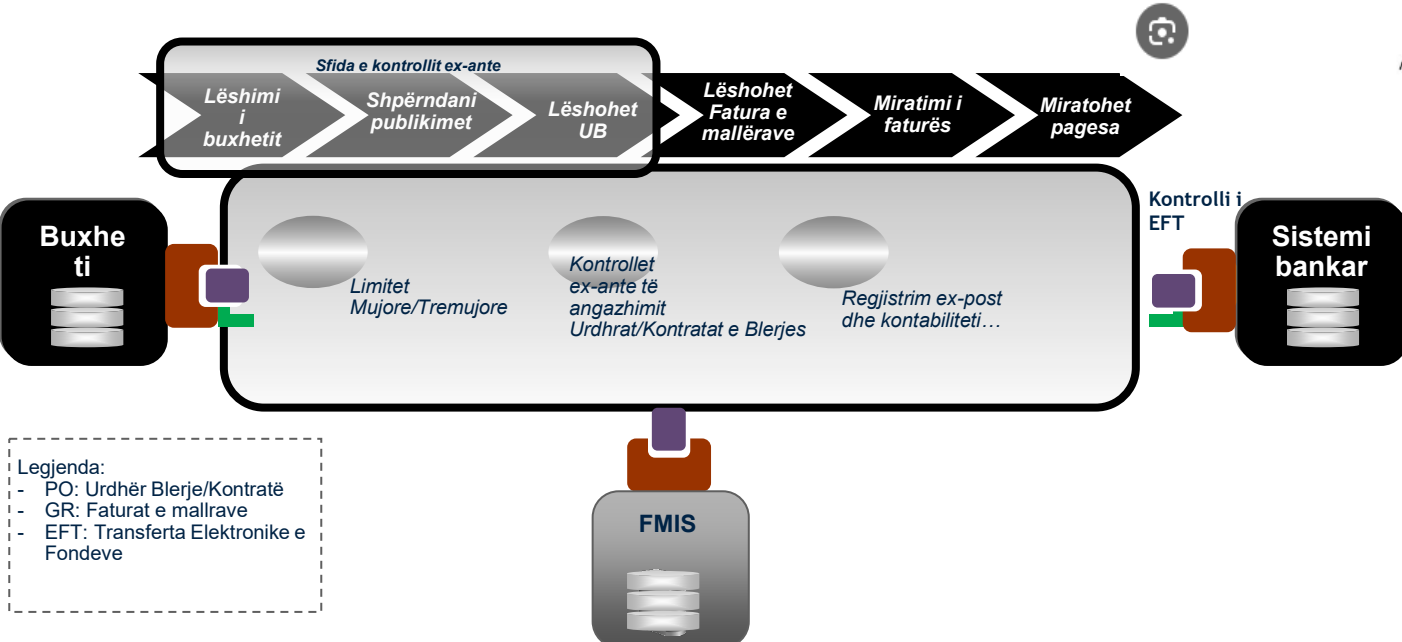 Sfida e kontrollit ex-ante
Lëshimi
i
buxhetit
Shpërndani
publikimet
Lëshohet
UB
Lëshohet
Fatura e
mallërave
Miratimi i
faturës
Miratohet
pagesa
Buxhe
ti
Limitet
Mujore/Tremujore
Kontrollet
ex-ante të
angazhimit
Urdhrat/Kontratat e Blerjes
Regjistrim ex-post
dhe kontabiliteti…
Kontrolli i
EFT
Sistemi
bankar
FMIS
Legjenda:
- PO: Urdhër Blerje/Kontratë
- GR: Faturat e mallrave
- EFT: Transferta Elektronike e
Fondeve